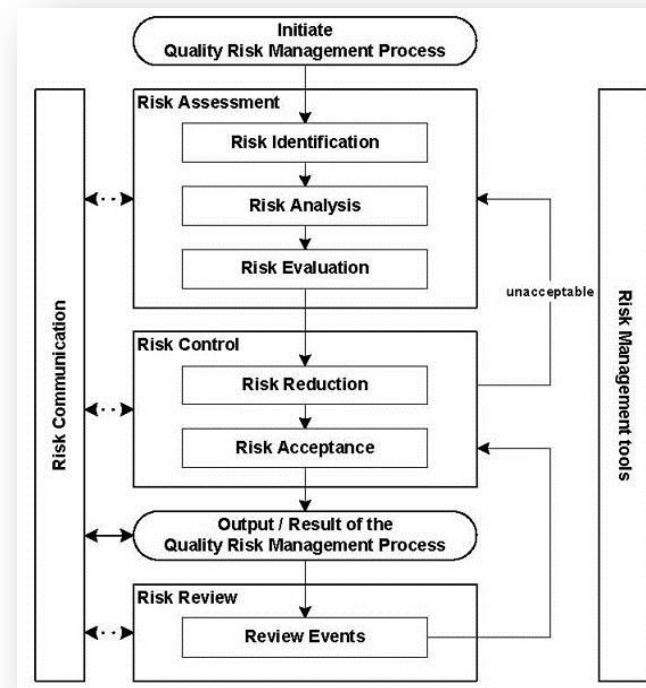 Initiate
Quality Risk Management Process
Risk Assessment
Risk Identification
Risk Analysis
Risk Evaluation
unacceptable
Risk Communication
Risk Management tools
Risk Control
Risk Reduction
Risk Acceptance
Output / Result of the
Quality Risk Management Process
Risk Review
Review Events